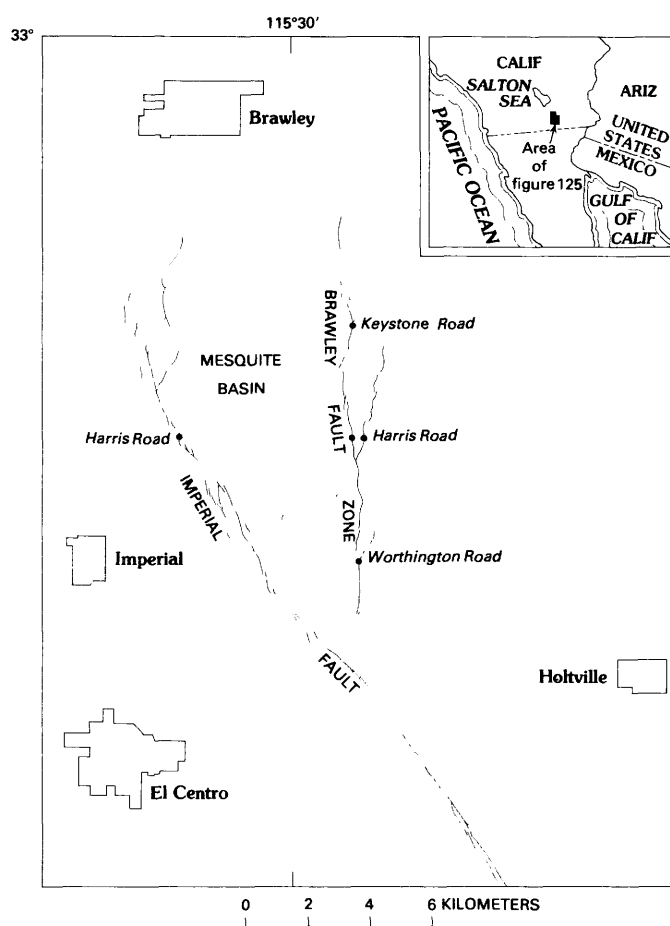 115°30'
33°
CALIF
SALTON
SEA
ARIZ
UNITED
STATES
MEXICO
Area
of
figure 125
PACIFIC OCEAN
GULF
OF
CALIF
Brawley
BRAWLEY
FAULT
ZONE
Keystone Road
MESQUITE
BASIN
Harris Road
Harris Road
IMPERIAL
FAULT
Imperial
Worthington Road
Holtville
El Centro
0 2 4 6 KILOMETERS